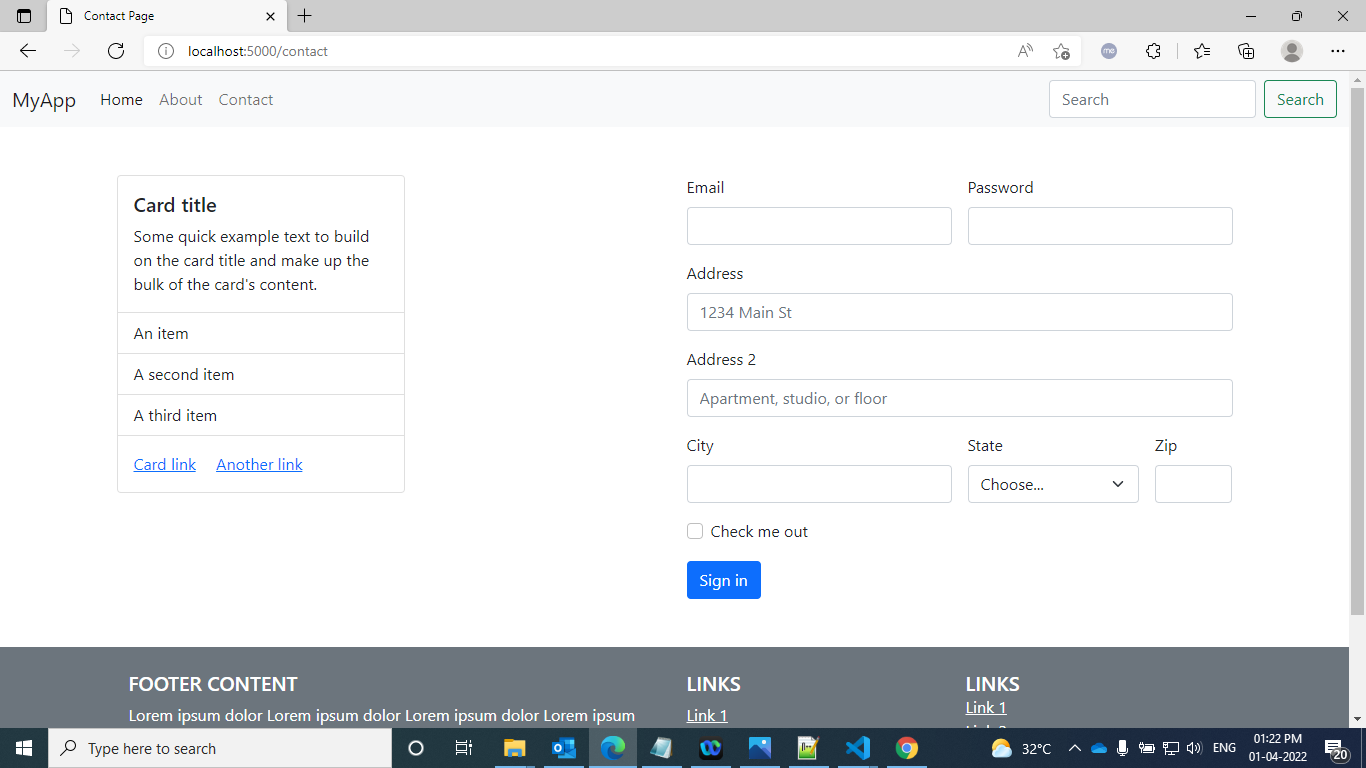 Contact Page
localhost:5000/contact
me
MyApp Home About Contact Search Search
Card title
Some quick example text to build
on the card title and make up the
bulk of the card's content.
An item
A second item
A third item
Card link Another link
Email Password
Address
1234 Main St
Address 2
Apartment, studio, or floor
City State Zip
Choose...
Check me out
Sign in
FOOTER CONTENT LINKS LINKS
Lorem ipsum dolor Lorem ipsum dolor Lorem ipsum dolor Lorem ipsum Link 1 Link 1
Type here to search
32°C ENG 01:22 PM
01-04-2022 20